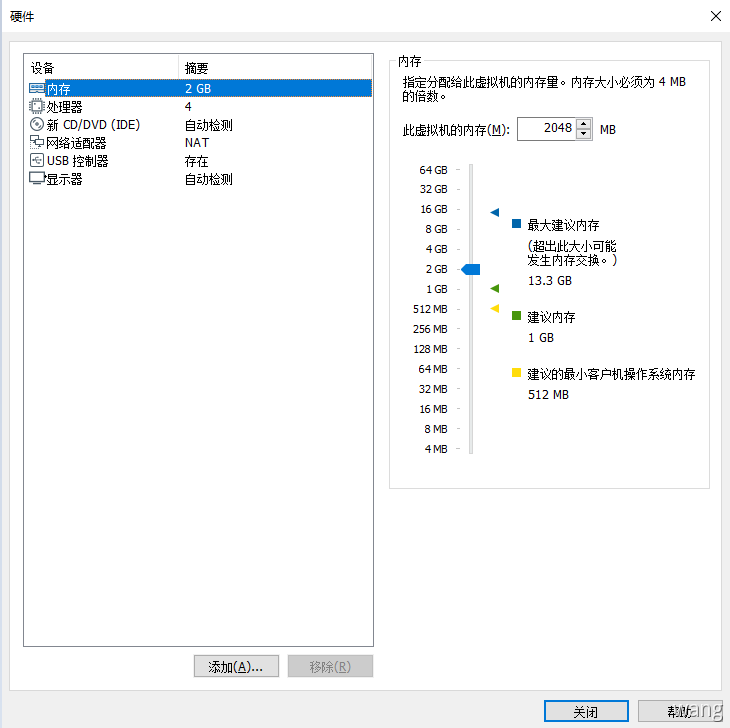 硬件
设备 摘要
内存 2 GB
处理器 4
新 CD/DVD (IDE) 自动检测
网络适配器 NAT
USB 控制器 存在
显示器 自动检测
添加(A)...
移除(R)
内存
指定分配给此虚拟机的内存量。内存大小必须为 4 MB
的倍数。
此虚拟机的内存(M): 2048 MB
64 GB
32 GB
16 GB
8 GB
4 GB
2 GB
1 GB
512 MB
256 MB
128 MB
64 MB
32 MB
16 MB
8 MB
4 MB
最大建议内存
(超出此大小可能
发生内存交换。)
13.3 GB
建议内存
1 GB
建议的最小客户机操作系统内存
512 MB
关闭
帮助